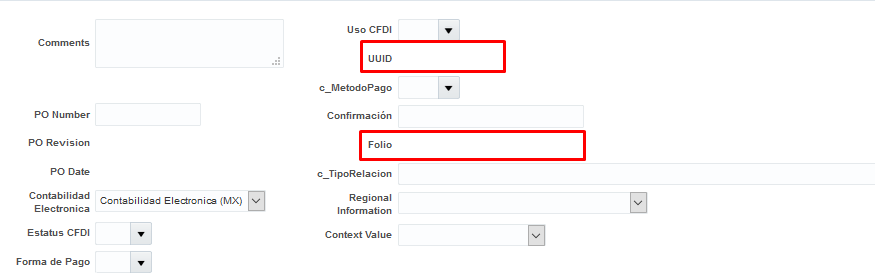 Comments
PO Number
PO Revision
PO Date
Contabilidad
Electronica
Contabilidad Electronica (MX)
Estatus CFDI
Forma de Pago
Uso CFDI
UUID
c_MetodoPago
Confirmación
Folio
c_TipoRelacion
Regional
Information
Context Value